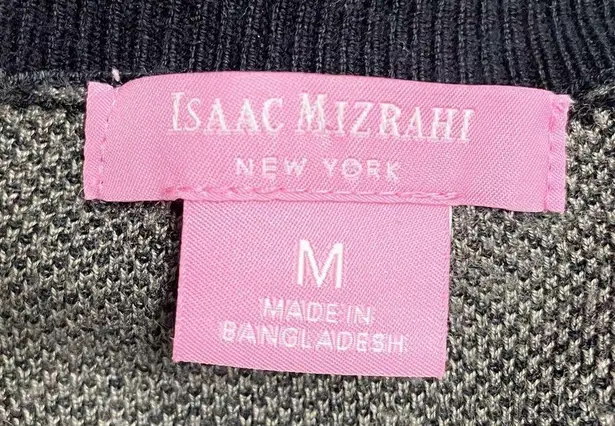 ISAAC MIZRAHI
NEW YORK
M
MADE IN
BANGLADESH